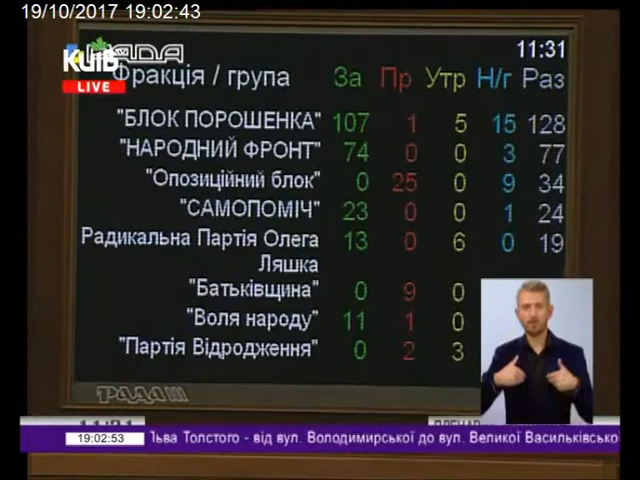 19/10/2017 19:02:43
РАДА
КИЇВ
LIVE
11:31
Фракція / група За Пр Утр Н/г Раз
"БЛОК ПОРОШЕНКА" 107 1 5 15 128
"НАРОДНИЙ ФРОНТ" 74 0 0 3 77
"Опозиційний блок" 0 25 0 9 34
"САМОПОМІЧ" 23 0 0 1 24
Радикальна Партія Олега 13 0 6 0 19
Ляшка
"Батьківщина" 0 9 0
"Воля народу" 11 1 0
"Партія Відродження" 0 2 3
РАДА
19:02:53 Льва Толстого - від вул. Володимирської до вул. Великої Васильківсько